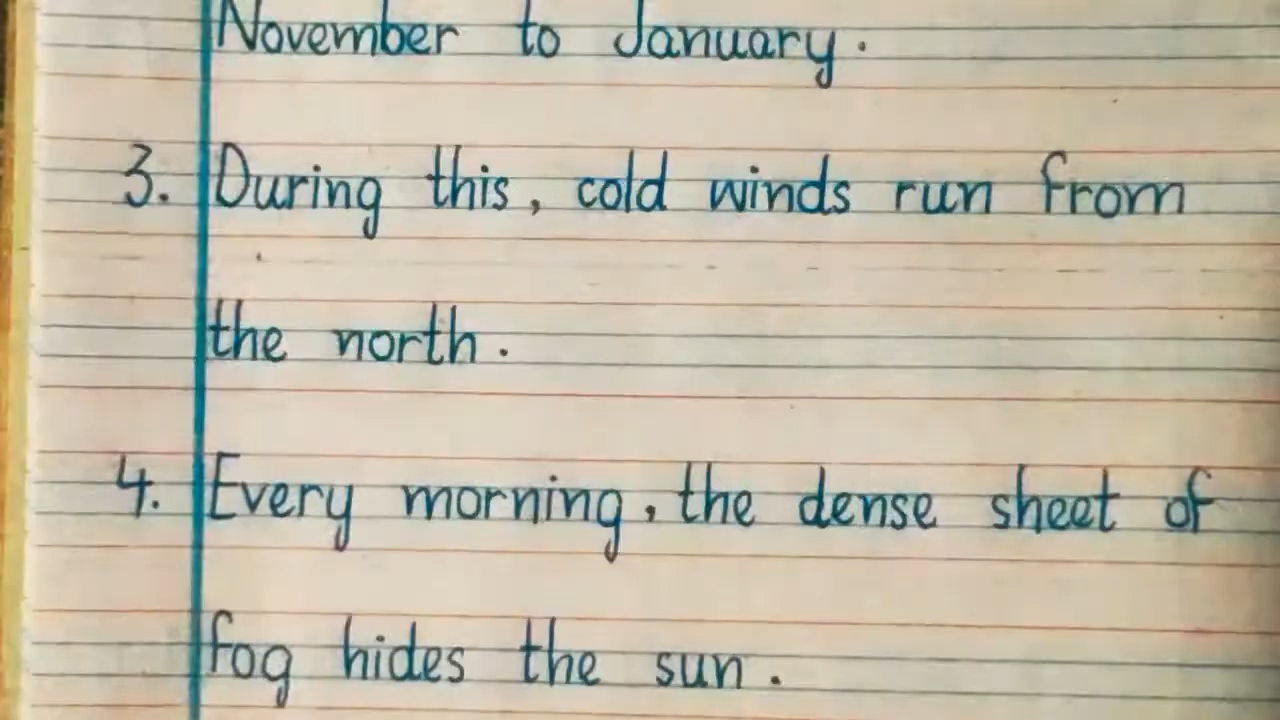 November to January.
3. During this, cold winds run from
the north.
4. Every morning, the dense sheet of
fog hides the sun.